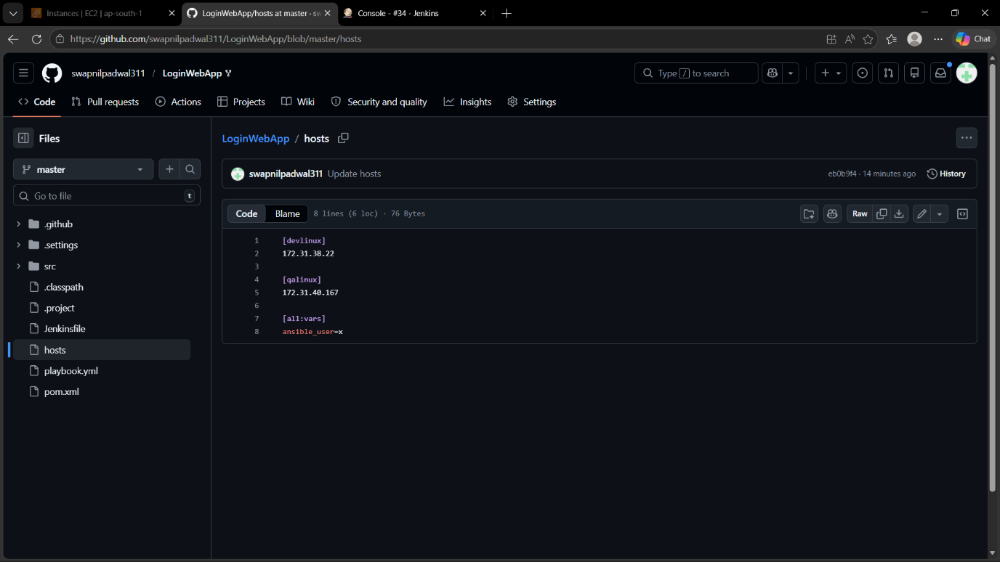 Instances | EC2 | ap-south-1
LoginWebApp/hosts at master · sw
Console - #34 - Jenkins
https://github.com/swapnilpadwal311/LoginWebApp/blob/master/hosts
Chat
swapnilpadwal311 / LoginWebApp
Type / to search
Code
Pull requests
Actions
Projects
Wiki
Security and quality
Insights
Settings
Files
master
Go to file
t
.github
.settings
src
.classpath
.project
Jenkinsfile
hosts
playbook.yml
pom.xml
LoginWebApp / hosts
swapnilpadwal311 Update hosts
eb0b9f4 · 14 minutes ago
History
Code
Blame
8 lines (6 loc) · 76 Bytes
Raw
1 [devlinux]
2 172.31.38.22
3
4 [qalinux]
5 172.31.40.167
6
7 [all:vars]
8 ansible_user=x